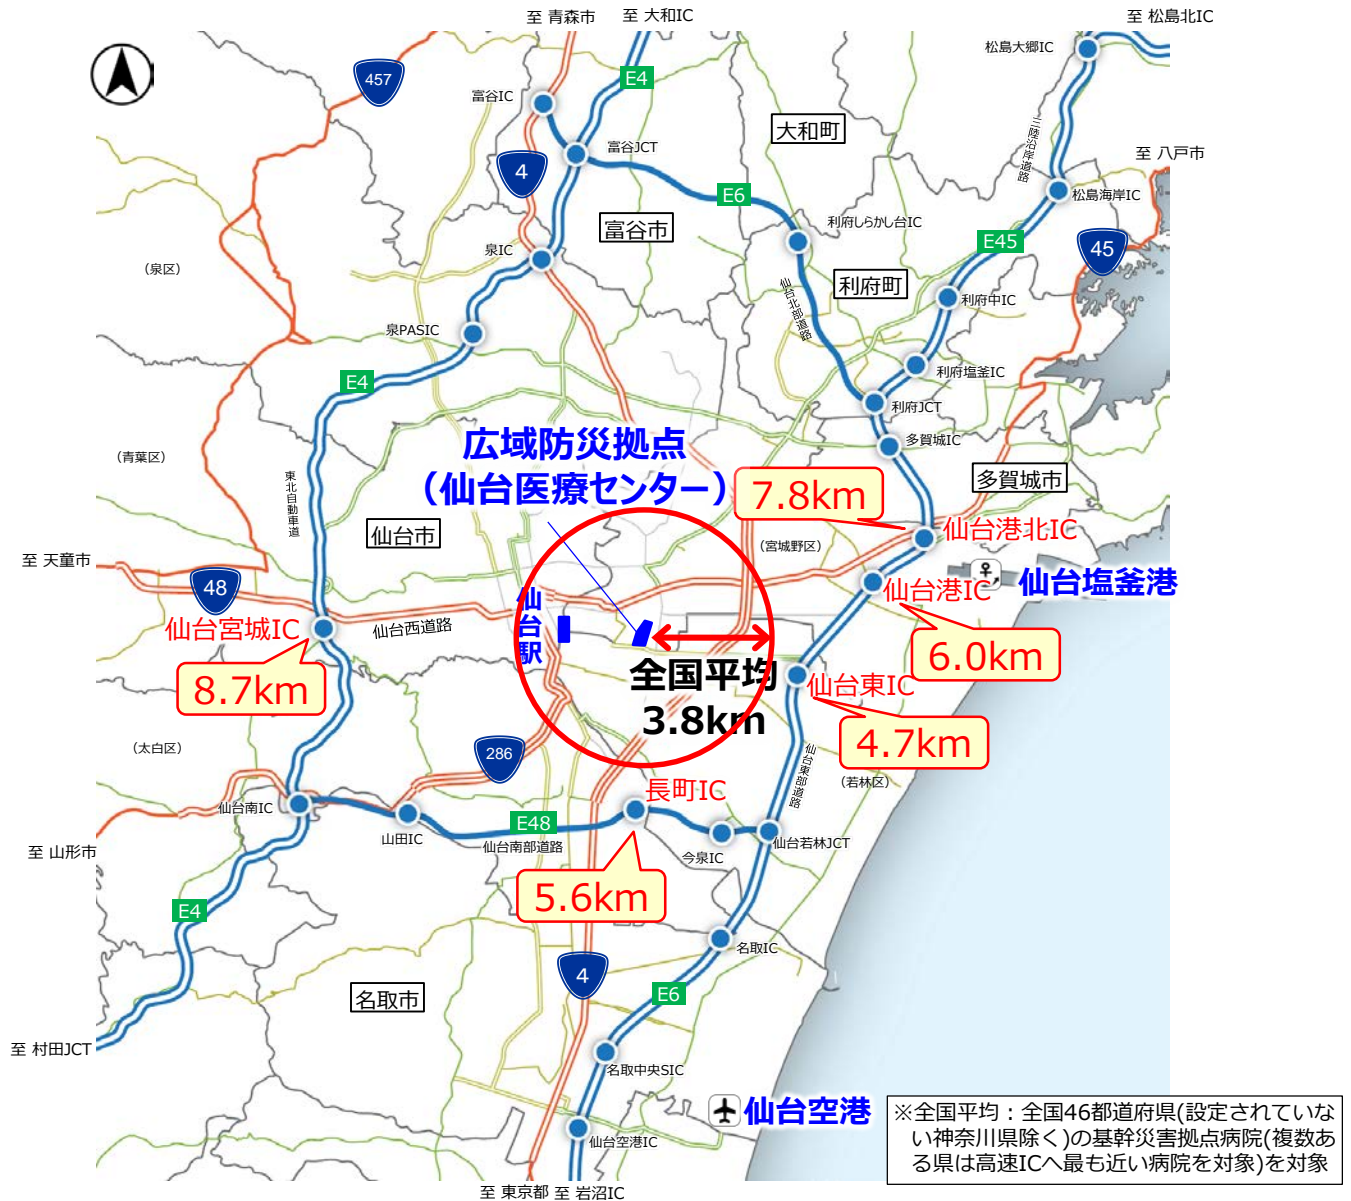 至 青森市
至 大和IC
至 松島北IC
松島大郷IC
457
E4
富谷IC
大和町
三陸沿岸道路
富谷JCT
至 八戸市
4
E6
松島海岸IC
富谷市
利府しらかし台IC
E45
45
泉IC
(泉区)
利府町
仙台北部道路
利府中IC
泉PASIC
利府塩釜IC
E4
利府JCT
広域防災拠点
(仙台医療センター)
多賀城IC
(青葉区)
東北自動車道
多賀城市
7.8km
仙台市
(宮城野区)
仙台港北IC
至 天童市
48
仙台港IC
仙台塩釜港
仙台駅
仙台宮城IC
仙台西道路
6.0km
8.7km
全国平均
3.8km
仙台東IC
4.7km
(太白区)
286
仙台東部道路
(若林区)
長町IC
仙台南IC
山田IC
E48
仙台南部道路
今泉IC
仙台若林JCT
至 山形市
5.6km
E4
名取IC
4
E6
名取市
至 村田JCT
名取中央SIC
仙台空港
仙台空港IC
※全国平均：全国46都道府県(設定されていな
い神奈川県除く)の基幹災害拠点病院(複数あ
る県は高速ICへ最も近い病院を対象)を対象
至 東京都
至 岩沼IC